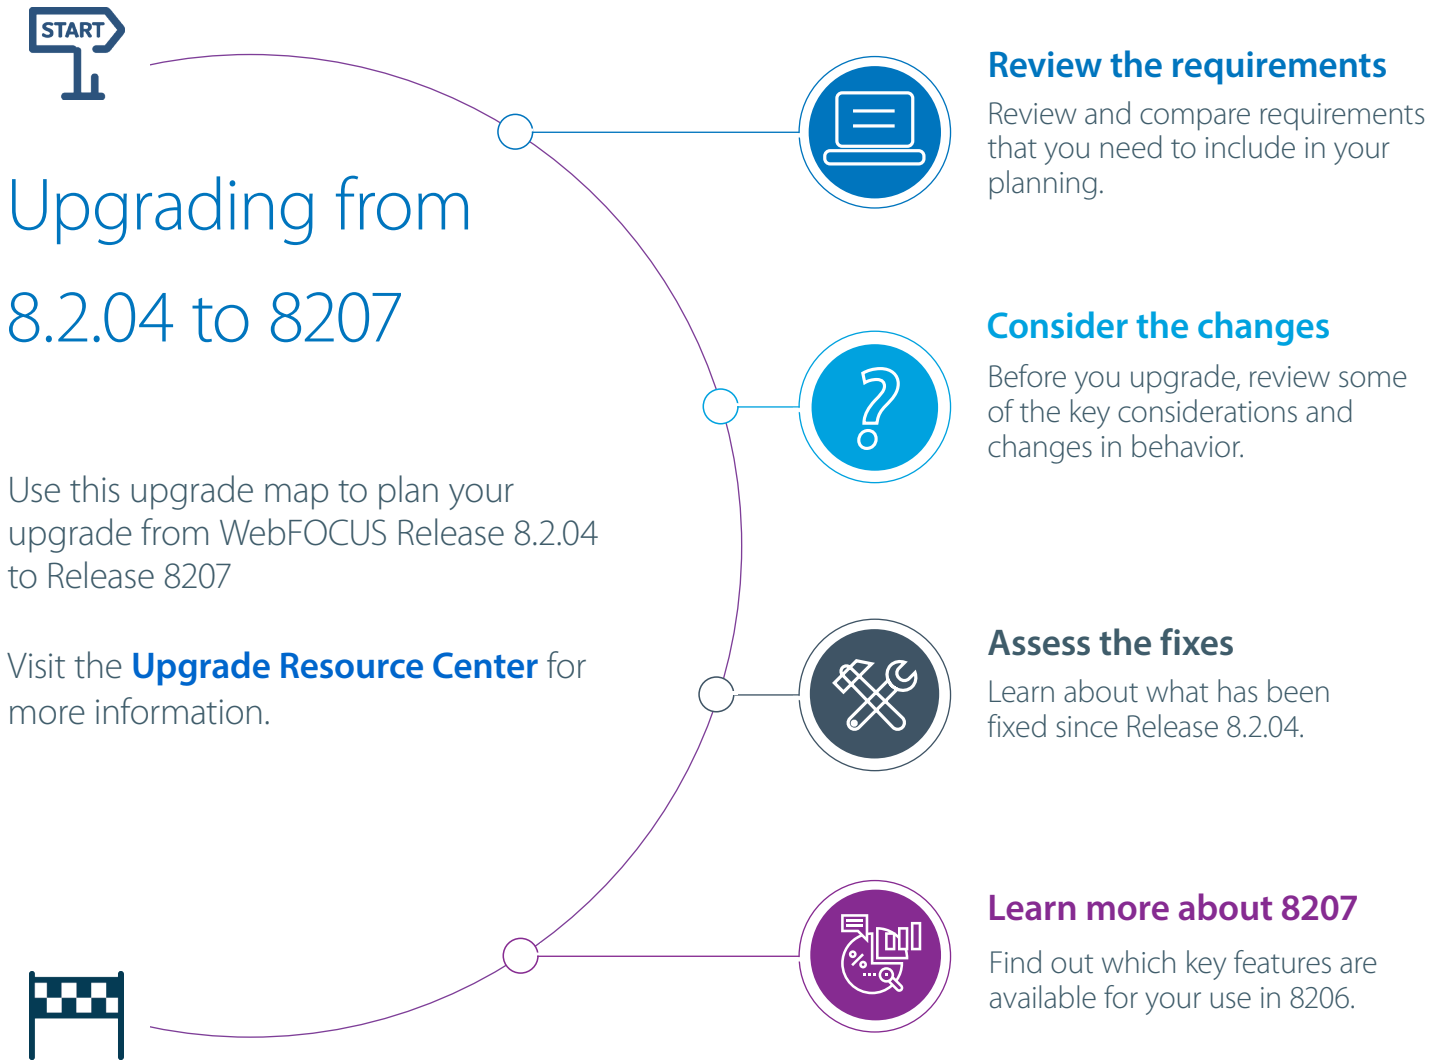 START
Upgrading from
8.2.04 to 8207
Use this upgrade map to plan your
upgrade from WebFOCUS Release 8.2.04
to Release 8207
Visit the Upgrade Resource Center for
more information.
Review the requirements
Review and compare requirements
that you need to include in your
planning.
Consider the changes
Before you upgrade, review some
of the key considerations and
changes in behavior.
Assess the fixes
Learn about what has been
fixed since Release 8.2.04.
Learn more about 8207
%
Find out which key features are
available for your use in 8206.